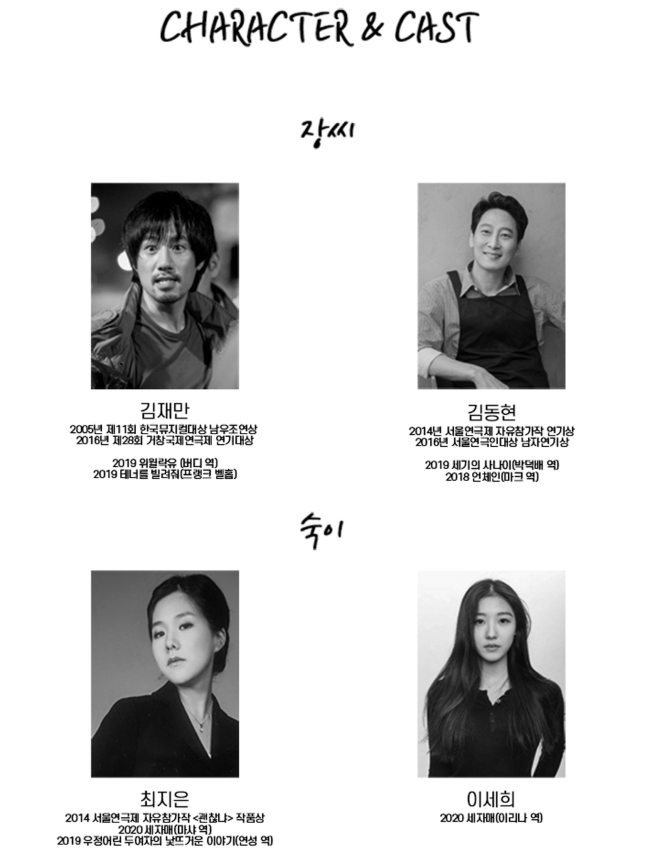 CHARACTER & CAST
장씨
김재만
2005년 제11회 한국뮤지컬대상 남우조연상
2016년 제28회 거창국제연극제 연기대상
2019 위윌락유 (버디 역)
2019 테너를 빌려줘(프랭크 벨홈)
김동현
2014년 서울연극제 자유참가작 연기상
2016년 서울연극인대상 남자연기상
2019 세기의 사나이(박덕배 역)
2018 언체인(마크 역)
숙이
최지은
2014 서울연극제 자유참가작 <괜찮냐> 작품상
2020 세자매(마샤 역)
2019 우정어린 두여자의 낯뜨거운 이야기(연성 역)
이세희
2020 세자매(이리나 역)